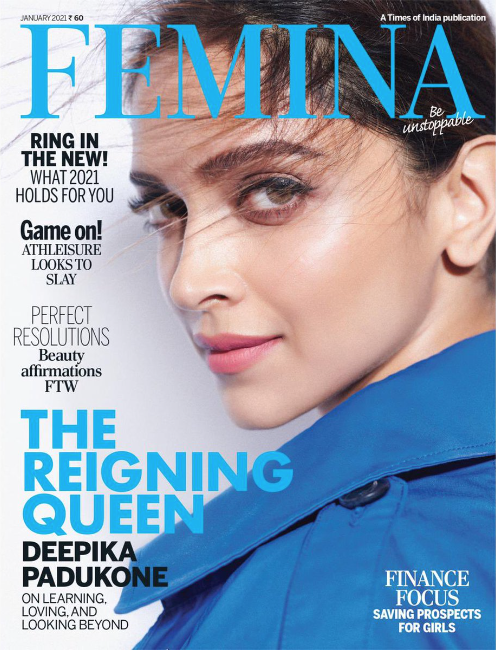 JANUARY 2021 ₹ 60
A Times of India publication
FEMINA
Be
unstoppable
RING IN
THE NEW!
WHAT 2021
HOLDS FOR YOU
Game on!
ATHLEISURE
LOOKS TO
SLAY
PERFECT
RESOLUTIONS
Beauty
affirmations
FTW
THE
REIGNING
QUEEN
DEEPIKA
PADUKONE
ON LEARNING,
LOVING, AND
LOOKING BEYOND
FINANCE
FOCUS
SAVING PROSPECTS
FOR GIRLS